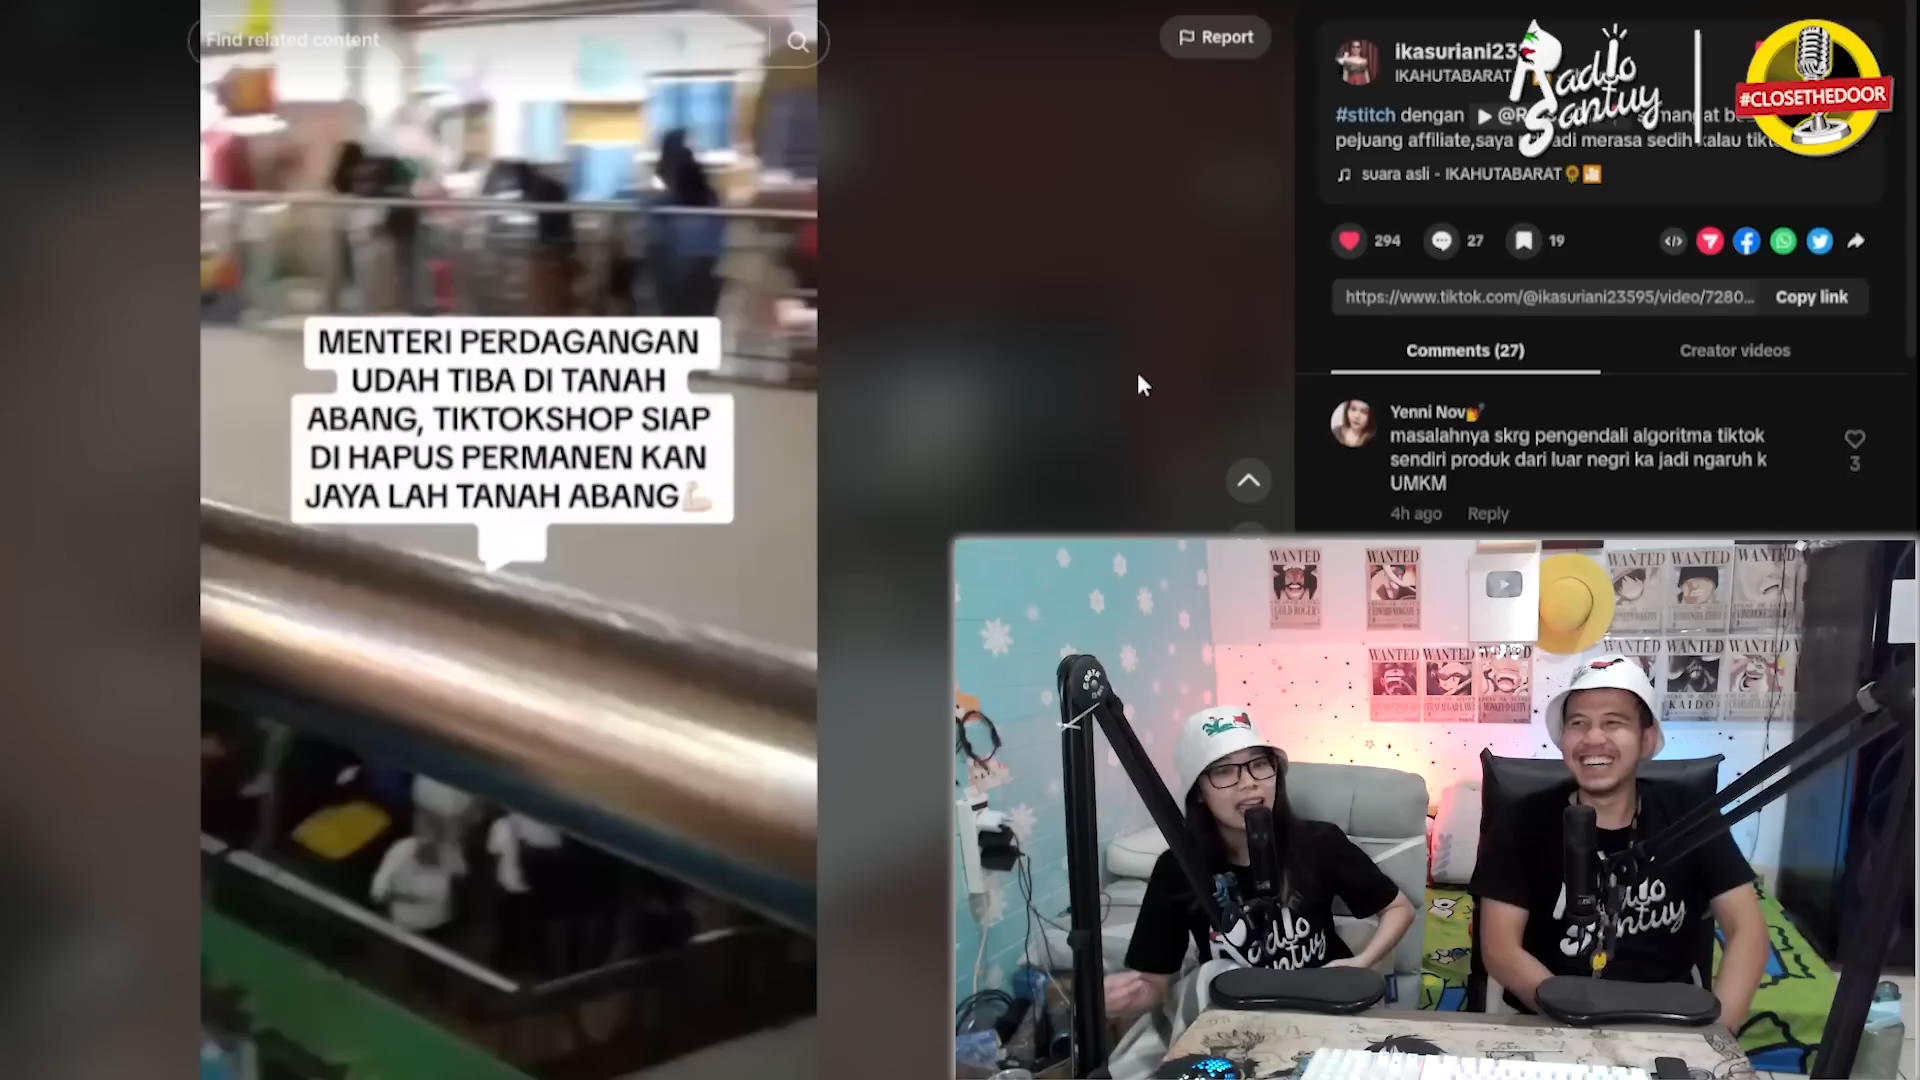 Find related content
Report
MENTERI PERDAGANGAN
UDAH TIBA DI TANAH
ABANG, TIKTOKSHOP SIAP
DI HAPUS PERMANEN KAN
JAYA LAH TANAH ABANG💪🏻
ikasuriani23
IKAHUTABARAT
#stitch dengan ▶
pejuang affiliate,saya
merasa sedih kalau
suara asli - IKAHUTABARAT🌻
294
27
19
https://www.tiktok.com/@ikasuriani23595/video/7280...
Copy link
Comments (27)
Creator videos
Yenni Nov
masalahnya skrg pengendali algoritma tiktok
sendiri produk dari luar negri ka jadi ngaruh k
UMKM
3
4h ago
Reply
Radio
Santuy
#CLOSETHEDOOR
WANTED
GOLD ROGER
WANTED
WANTED
WANTED
WANTED
WANTED
WANTED
WANTED
WANTED
WANTED
WANTED
KAIDO
Radio
Santuy